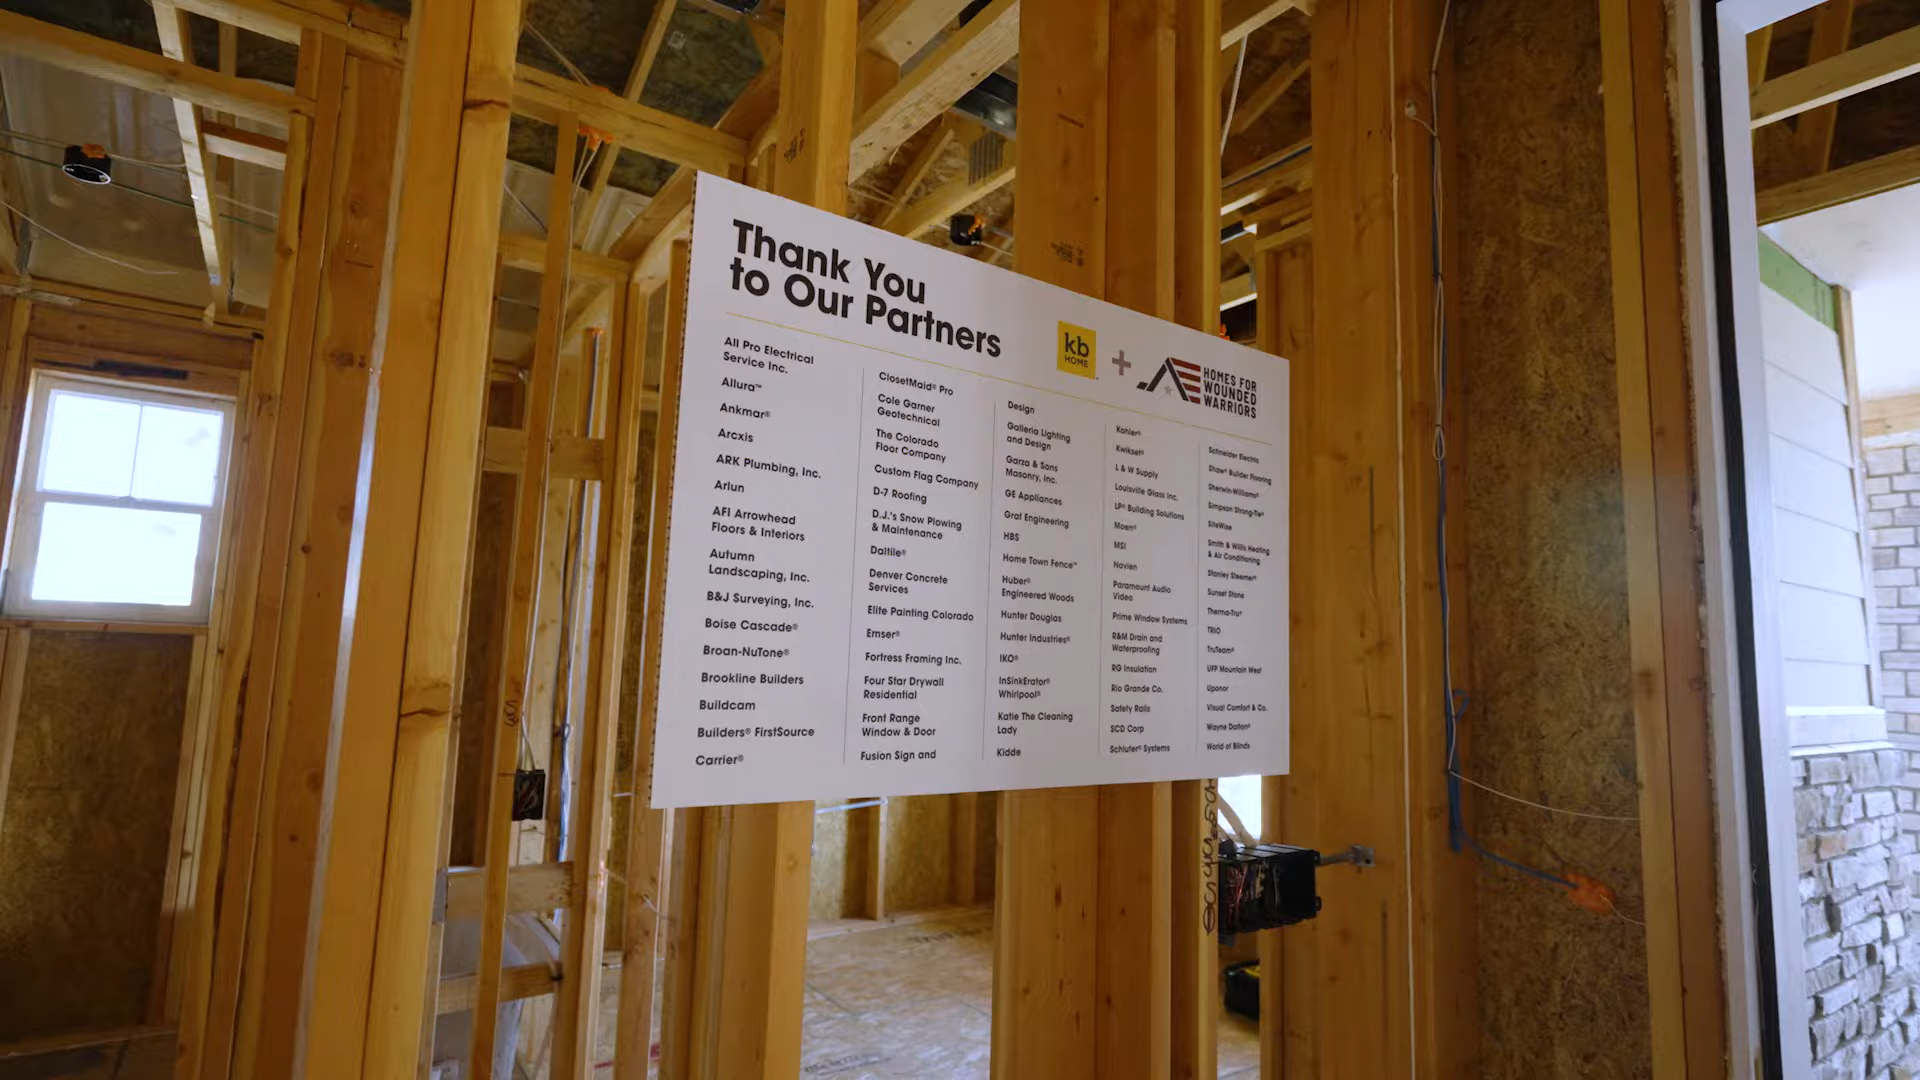 Thank You
to Our Partners
kb
HOME
+
HOMES FOR
WOUNDED
WARRIORS
All Pro Electrical
Service Inc.
Allura™
Ankmar®
Arcxis
ARK Plumbing, Inc.
Arlun
AFI Arrowhead
Floors & Interiors
Autumn
Landscaping, Inc.
B&J Surveying, Inc.
Boise Cascade®
Broan-NuTone®
Brookline Builders
Buildcam
Builders® FirstSource
Carrier®
ClosetMaid® Pro
Cole Garner
Geotechnical
The Colorado
Floor Company
Custom Flag Company
D-7 Roofing
D.J.'s Snow Plowing
& Maintenance
Daltile®
Denver Concrete
Services
Elite Painting Colorado
Emser®
Fortress Framing Inc.
Four Star Drywall
Residential
Front Range
Window & Door
Fusion Sign and
Design
Galleria Lighting
and Design
Garza & Sons
Masonry, Inc.
GE Appliances
Graf Engineering
HBS
Home Town Fence™
Huber®
Engineered Woods
Hunter Douglas
Hunter Industries®
IKO®
InSinkErator®
Whirlpool®
Katie The Cleaning
Lady
Kidde
Kohler®
Kwikset®
L & W Supply
Louisville Glass Inc.
LP® Building Solutions
Moen®
MSI
Navien
Paramount Audio
Video
Prime Window Systems
R&M Drain and
Waterproofing
RG Insulation
Rio Grande Co.
Safety Rails
SCD Corp
Schluter® Systems
Schneider Electric
Shaw® Builder Flooring
Sherwin-Williams®
Simpson Strong-Tie®
SiteWise
Smith & Willis Heating
& Air Conditioning
Stanley Steemer®
Sunset Stone
Therma-Tru®
TRIO
TruTeam®
UFP Mountain West
Uponor
Visual Comfort & Co.
Wayne Dalton®
World of Blinds